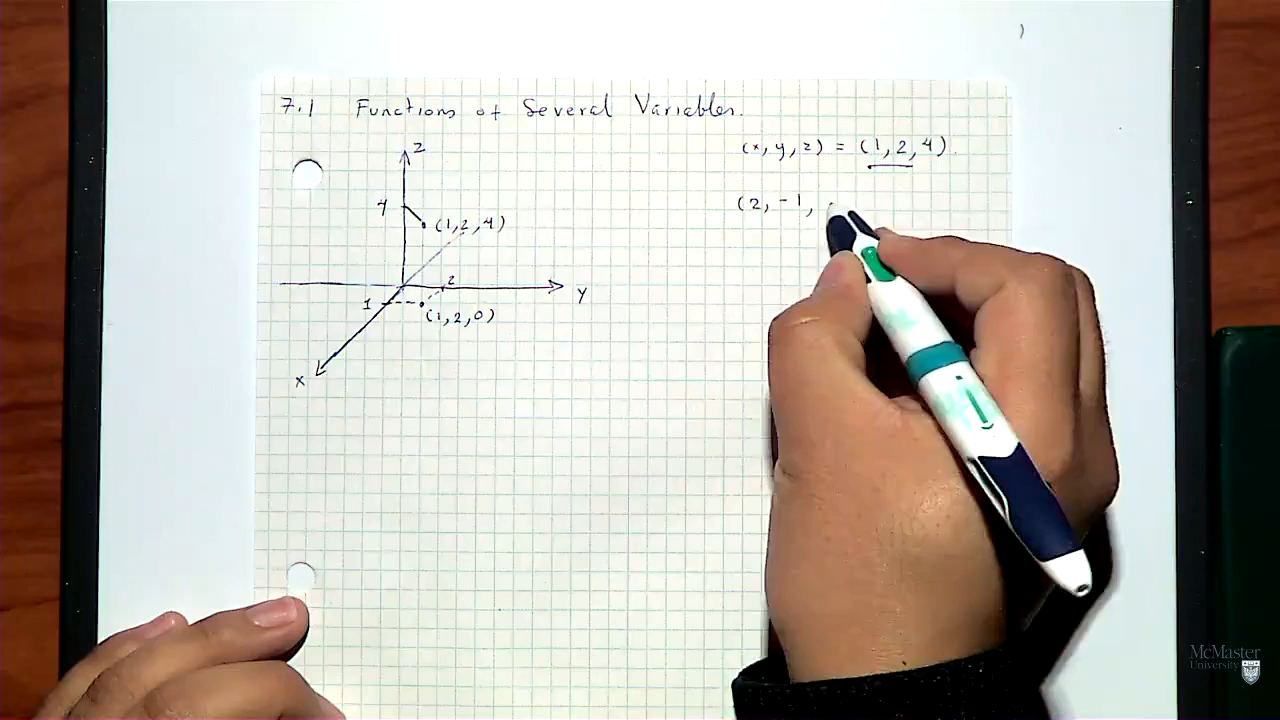 7.1 Functions of Several Variables.
(x, y, z) = (1, 2, 4)
z
4
(1, 2, 4)
(2, -1,
2
y
1
(1, 2, 0)
x
McMaster
University